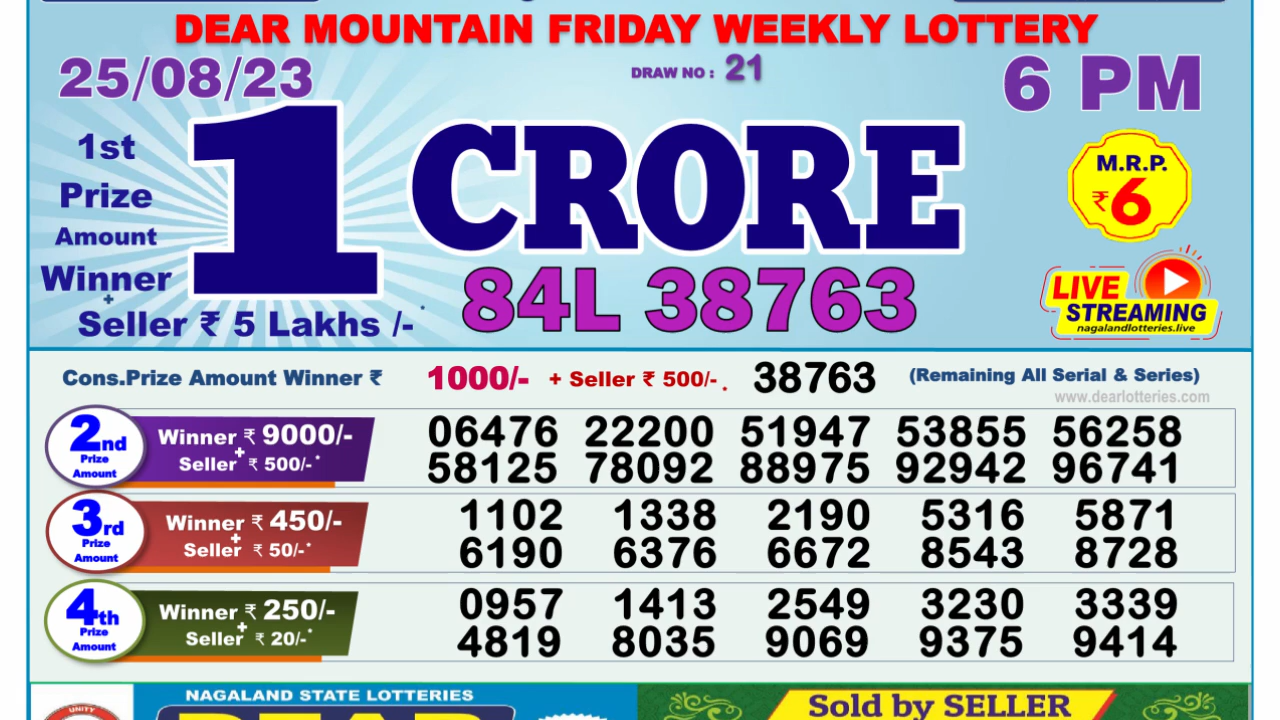 DEAR MOUNTAIN FRIDAY WEEKLY LOTTERY
25/08/23
DRAW NO : 21
6 PM
1st
Prize
Amount
Winner
+
Seller ₹ 5 Lakhs /-
1 CRORE
84L 38763
M.R.P.
₹6
LIVE
STREAMING
nagalandlotteries.live
Cons.Prize Amount Winner ₹ 1000/- + Seller ₹ 500/- . 38763 (Remaining All Serial & Series)
www.dearlotteries.com
2nd
Prize
Amount
Winner ₹ 9000/-
+
Seller ₹ 500/-*
06476 22200 51947 53855 56258
58125 78092 88975 92942 96741
3rd
Prize
Amount
Winner ₹ 450/-
+
Seller ₹ 50/-*
1102 1338 2190 5316 5871
6190 6376 6672 8543 8728
4th
Prize
Amount
Winner ₹ 250/-
+
Seller ₹ 20/-*
0957 1413 2549 3230 3339
4819 8035 9069 9375 9414
UNITY
NAGALAND STATE LOTTERIES
DEAR
Sold by SELLER